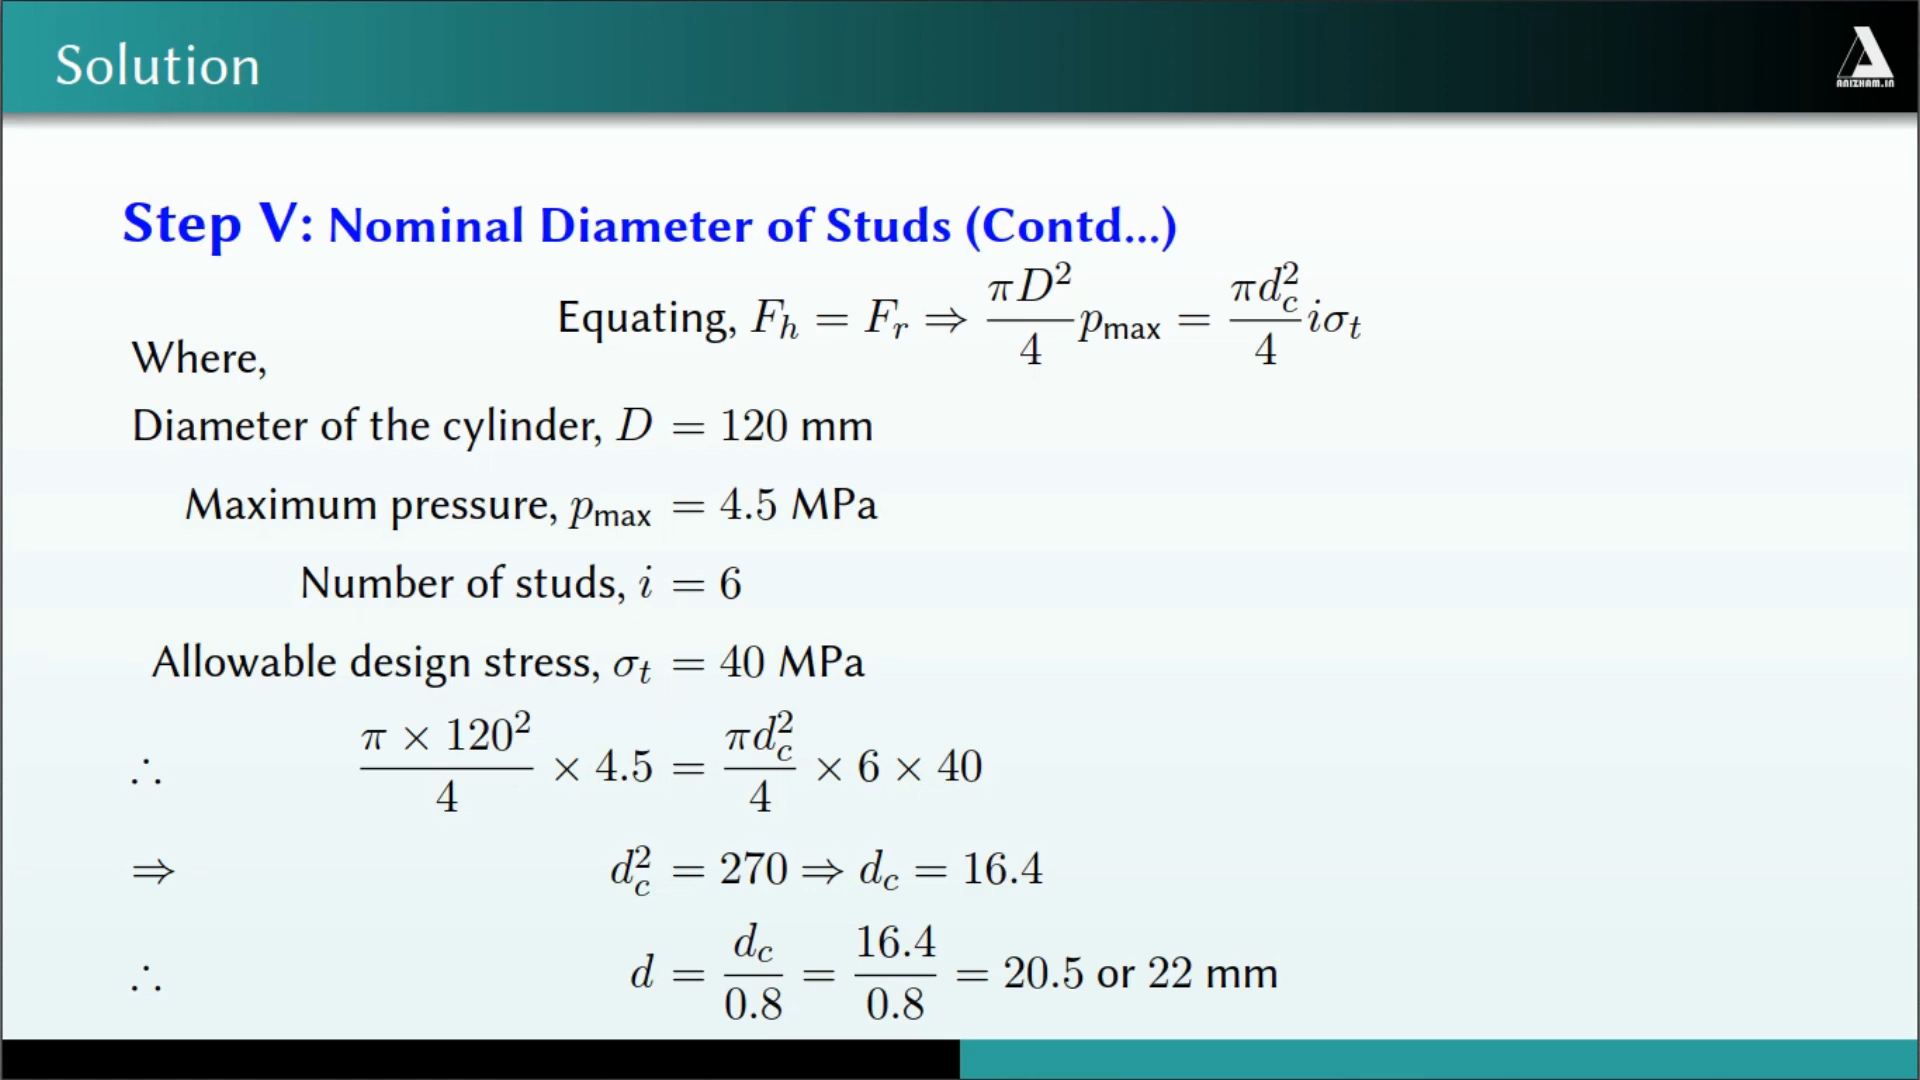 Solution
ANIZHAM.IN
Step V: Nominal Diameter of Studs (Contd...)
Equating, F_h = F_r ⇒ πD²/4 p_max = πd_c²/4 iσ_t
Where,
Diameter of the cylinder, D = 120 mm
Maximum pressure, p_max = 4.5 MPa
Number of studs, i = 6
Allowable design stress, σ_t = 40 MPa
∴ π × 120²/4 × 4.5 = πd_c²/4 × 6 × 40
⇒ d_c² = 270 ⇒ d_c = 16.4
∴ d = d_c/0.8 = 16.4/0.8 = 20.5 or 22 mm